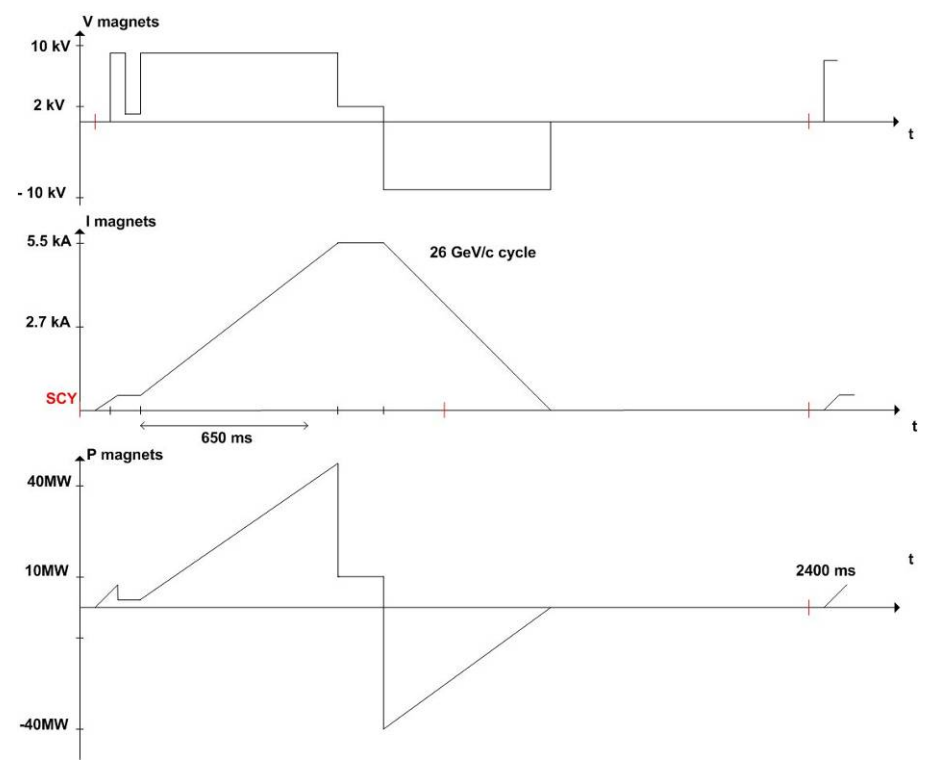 V magnets
10 kV
2 kV
t
- 10 kV
I magnets
5.5 kA
26 GeV/c cycle
2.7 kA
SCY
t
650 ms
P magnets
40MW
t
10MW
2400 ms
-40MW